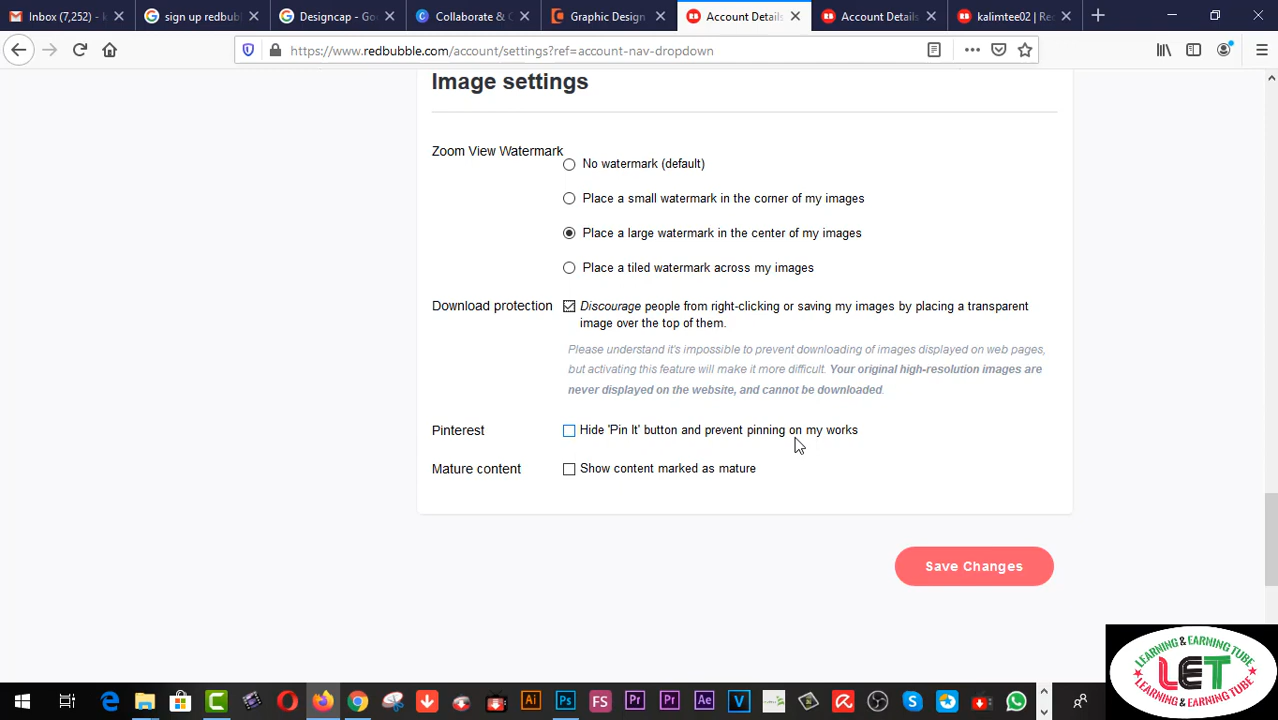 Inbox (7,252) - k
sign up redbubb
Designcap - Goo
Collaborate & C
Graphic Design
Account Details
Account Details
kalimtee02 | Red
https://www.redbubble.com/account/settings?ref=account-nav-dropdown
Image settings
Zoom View Watermark
No watermark (default)
Place a small watermark in the corner of my images
Place a large watermark in the center of my images
Place a tiled watermark across my images
Download protection
Discourage people from right-clicking or saving my images by placing a transparent
image over the top of them.
Please understand it's impossible to prevent downloading of images displayed on web pages,
but activating this feature will make it more difficult. Your original high-resolution images are
never displayed on the website, and cannot be downloaded.
Pinterest
Hide 'Pin It' button and prevent pinning on my works
Mature content
Show content marked as mature
Save Changes
LEARNING & EARNING TUBE
LET
LEARNING & EARNING TUBE